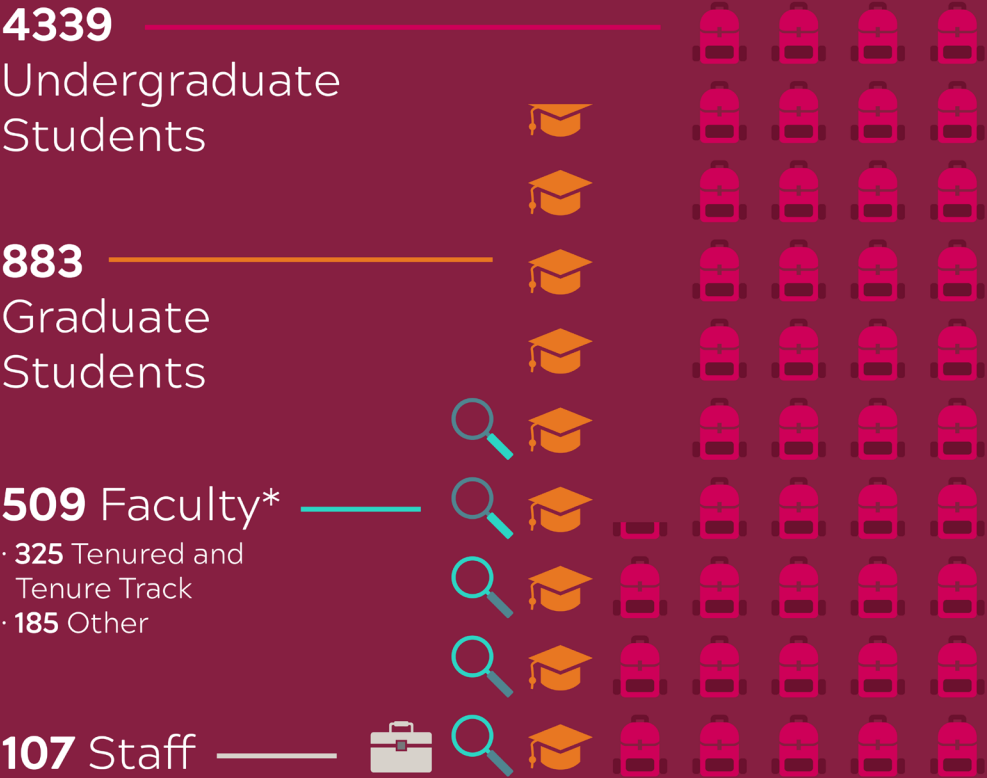 4339
Undergraduate
Students
883
Graduate
Students
509 Faculty*
· 325 Tenured and
Tenure Track
· 185 Other
107 Staff